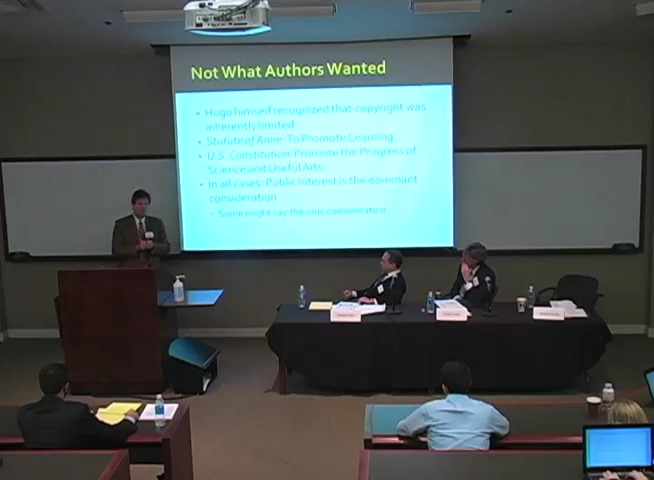 Not What Authors Wanted
• Hugo himself recognized that copyright was
inherently limited
• Statute of Anne: To Promote Learning
• U.S. Constitution: Promote the Progress of
Science and Useful Arts
• In all cases: Public interest is the dominant
consideration
• Some might say the only consideration